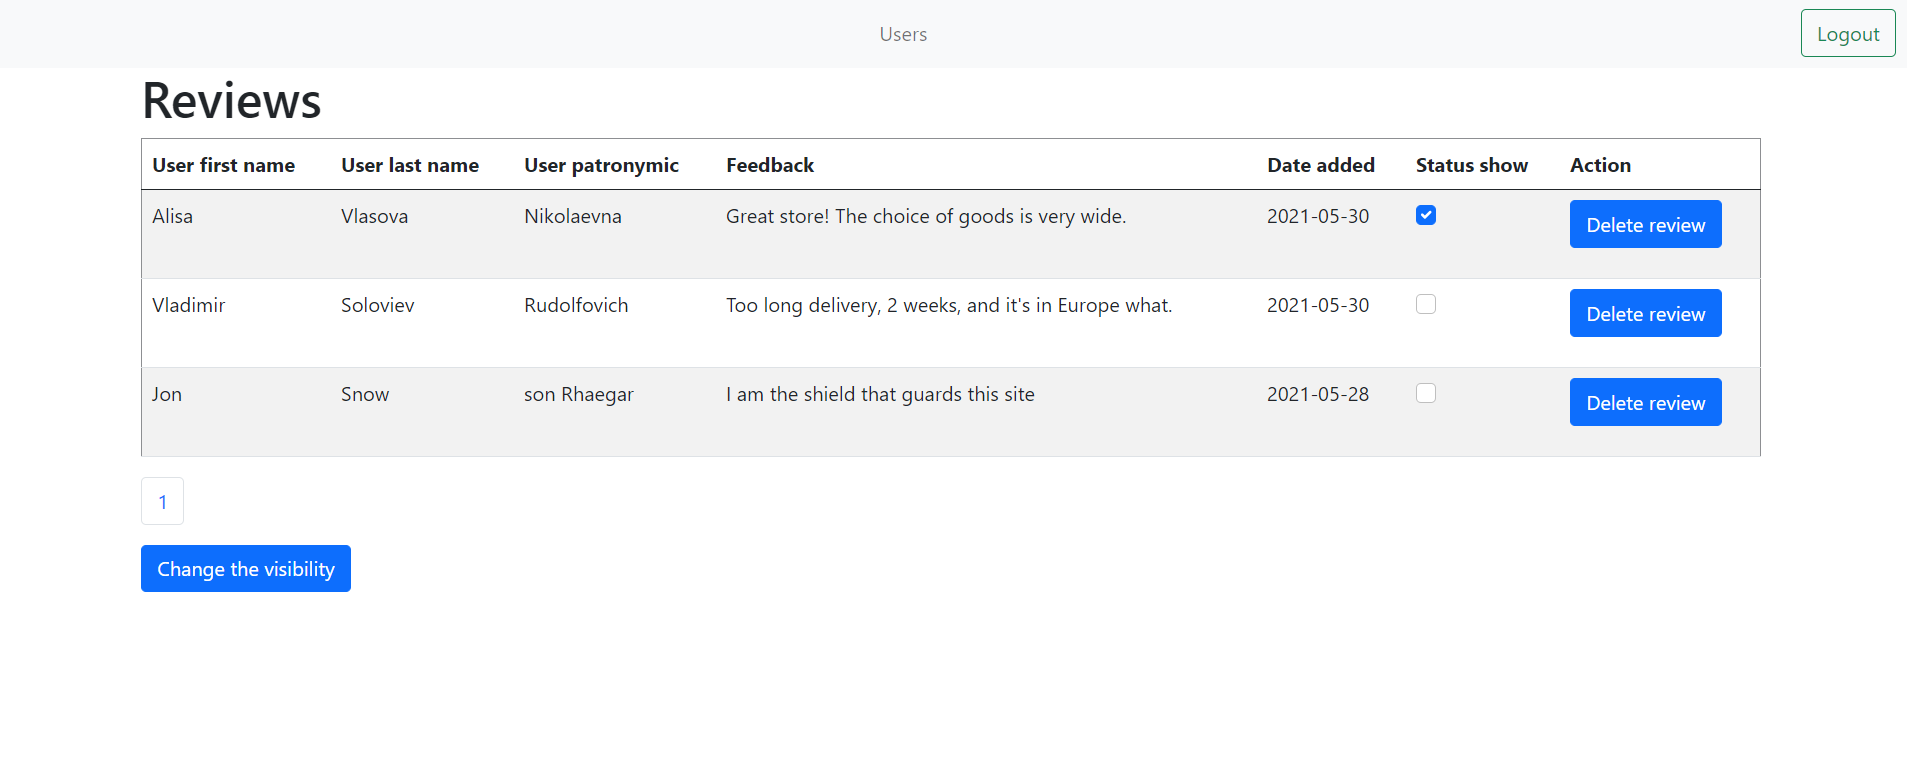 Users Logout
Reviews
User first name User last name User patronymic Feedback Date added Status show Action
Alisa Vlasova Nikolaevna Great store! The choice of goods is very wide. 2021-05-30 Delete review
Vladimir Soloviev Rudolfovich Too long delivery, 2 weeks, and it's in Europe what. 2021-05-30 Delete review
Jon Snow son Rhaegar I am the shield that guards this site 2021-05-28 Delete review
1
Change the visibility